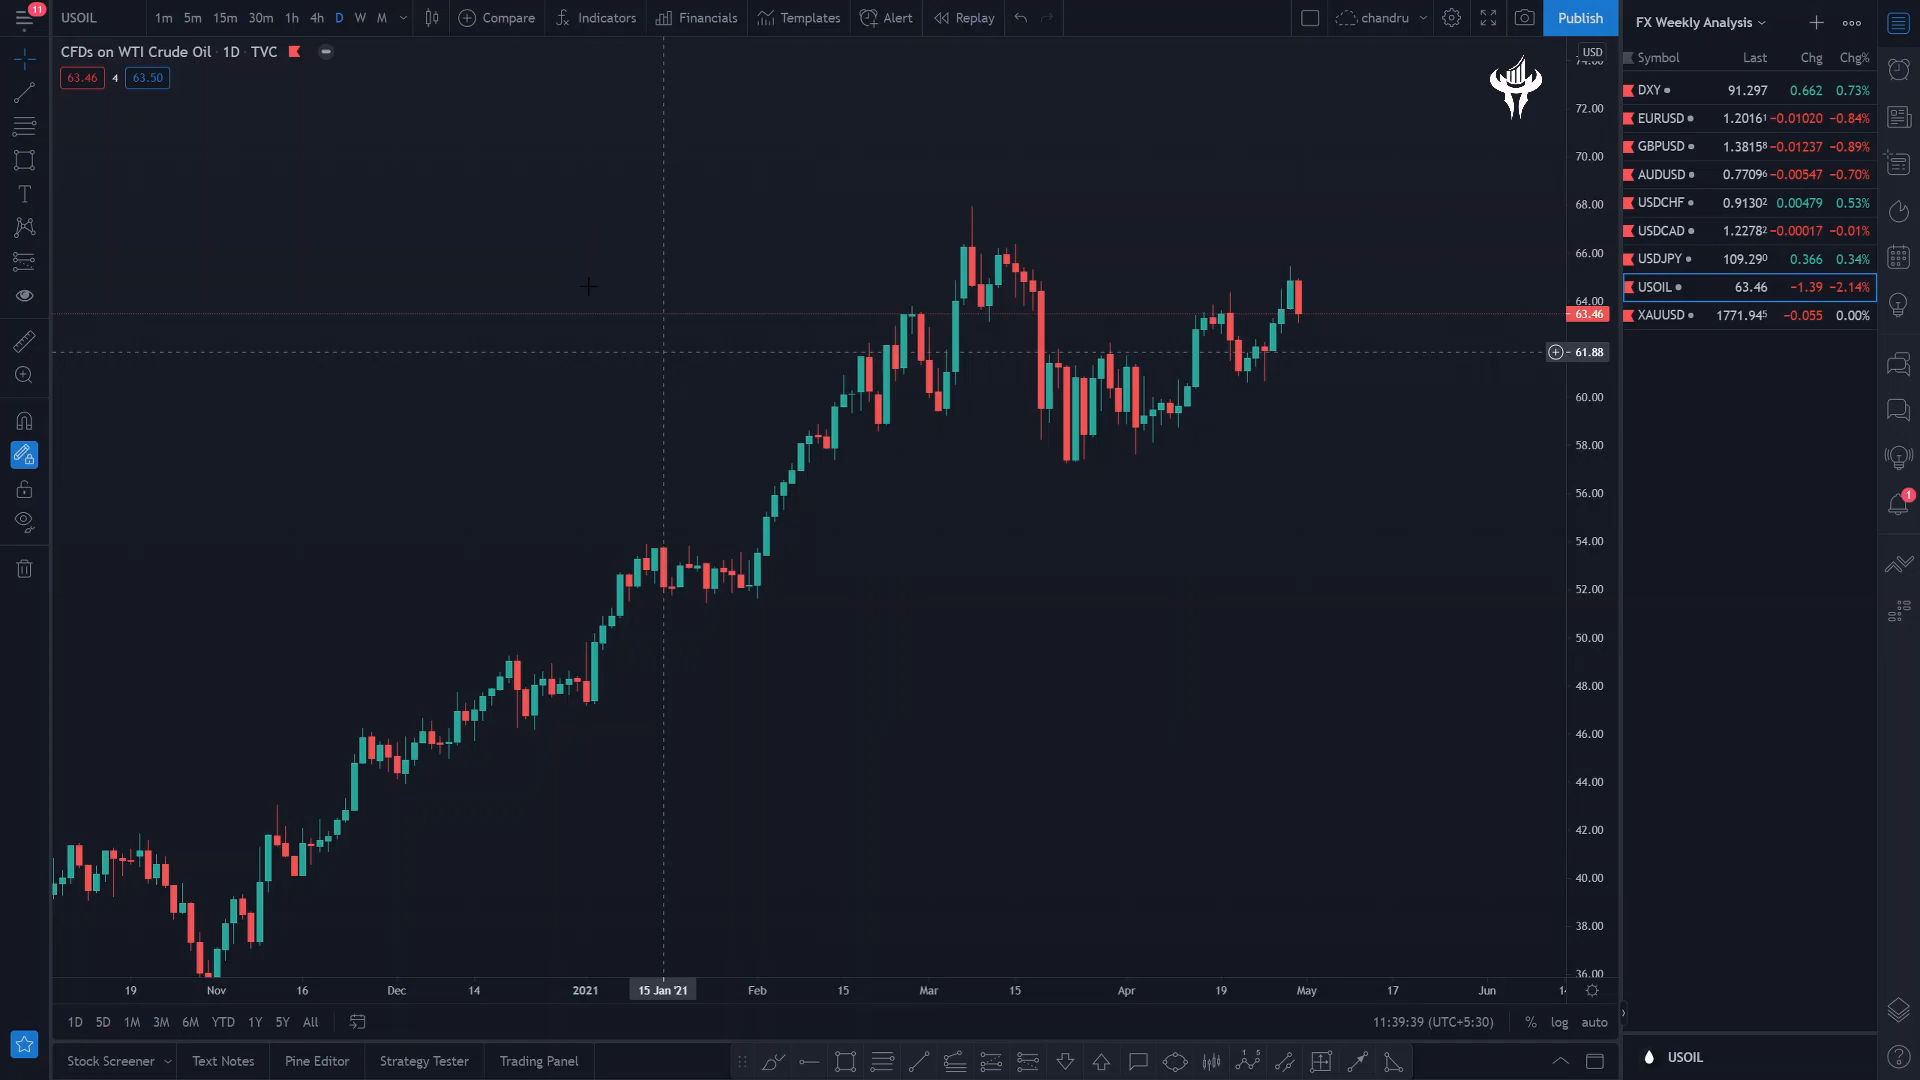 11
USOIL 1m 5m 15m 30m 1h 4h D W M Compare Indicators Financials Templates Alert Replay chandru Publish
CFDs on WTI Crude Oil · 1D · TVC
63.46 4 63.50
USD
74.00
72.00
70.00
68.00
66.00
64.00
63.46
61.88
60.00
58.00
56.00
54.00
52.00
50.00
48.00
46.00
44.00
42.00
40.00
38.00
36.00
19 Nov 16 Dec 14 2021 15 Jan '21 Feb 15 Mar 15 Apr 19 May 17 Jun
1D 5D 1M 3M 6M YTD 1Y 5Y All 11:39:39 (UTC+5:30) % log auto
Stock Screener Text Notes Pine Editor Strategy Tester Trading Panel
FX Weekly Analysis
Symbol Last Chg Chg%
DXY 91.297 0.662 0.73%
EURUSD 1.20161 −0.01020 −0.84%
GBPUSD 1.38158 −0.01237 −0.89%
AUDUSD 0.77096 −0.00547 −0.70%
USDCHF 0.91302 0.00479 0.53%
USDCAD 1.22782 −0.00017 −0.01%
USDJPY 109.290 0.366 0.34%
USOIL 63.46 −1.39 −2.14%
XAUUSD 1771.945 −0.055 0.00%
1
USOIL